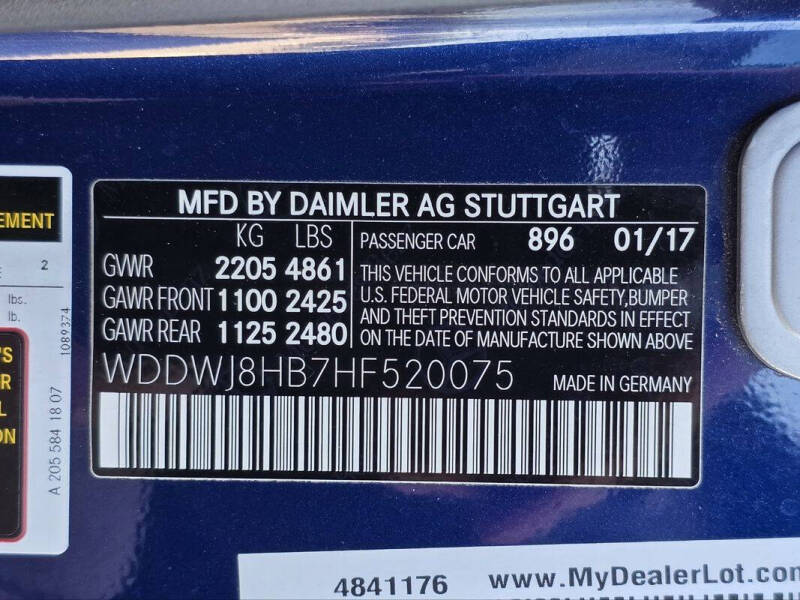 MFD BY DAIMLER AG STUTTGART
KG LBS
GVWR 2205 4861
GAWR FRONT 1100 2425
GAWR REAR 1125 2480
PASSENGER CAR 896 01/17
THIS VEHICLE CONFORMS TO ALL APPLICABLE
U.S. FEDERAL MOTOR VEHICLE SAFETY,BUMPER
AND THEFT PREVENTION STANDARDS IN EFFECT
ON THE DATE OF MANUFACTURE SHOWN ABOVE
WDDWJ8HB7HF520075 MADE IN GERMANY
EMENT
2
lbs.
lb.
1089374
A 205 584 18 07
4841176 www.MyDealerLot.com